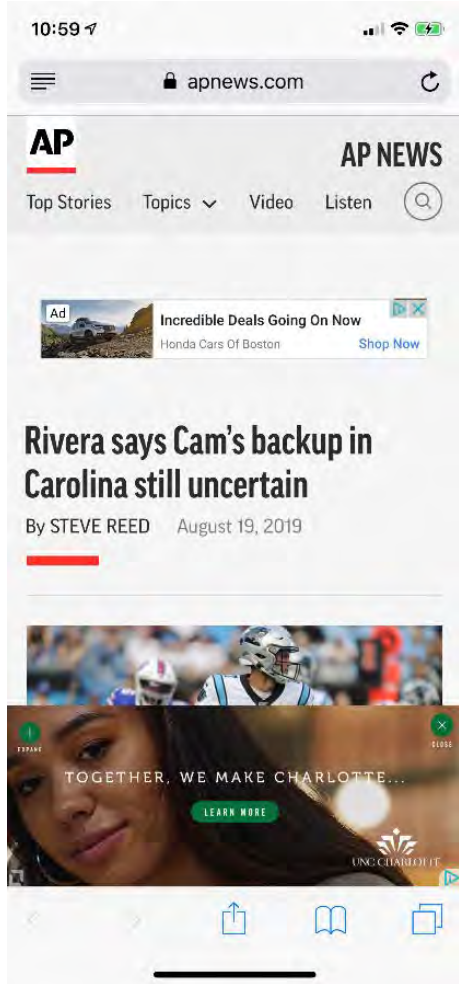 10:59
apnews.com
AP
AP NEWS
Top Stories Topics Video Listen
Ad
Incredible Deals Going On Now
Honda Cars Of Boston Shop Now
Rivera says Cam's backup in
Carolina still uncertain
By STEVE REED August 19, 2019
EXPAND
CLOSE
TOGETHER, WE MAKE CHARLOTTE...
LEARN MORE
UNC CHARLOTTE